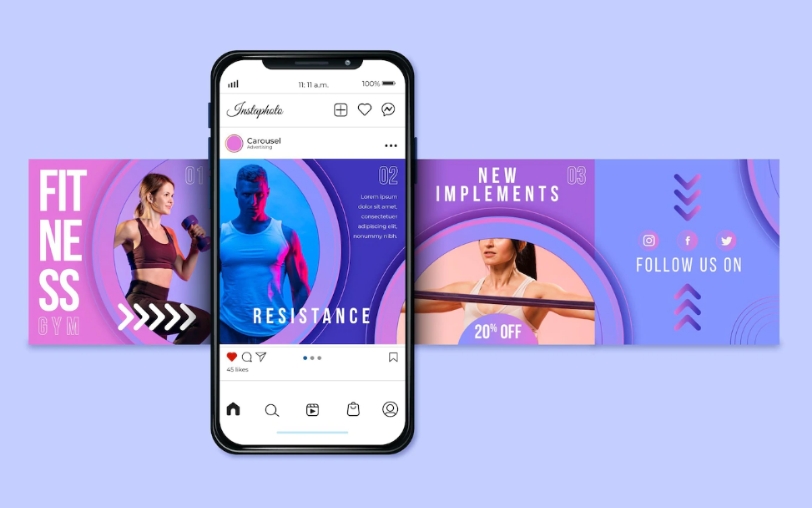 11:11 a.m.
100%
Instaphoto
Carousel
Advertising
FIT
NE
SS
GYM
01
02
Lorem ipsum
dolor sit amet,
consectetuer
adipiscing elit,
nonummy nibh.
RESISTANCE
NEW
IMPLEMENTS
03
20% OFF
FOLLOW US ON
45 likes